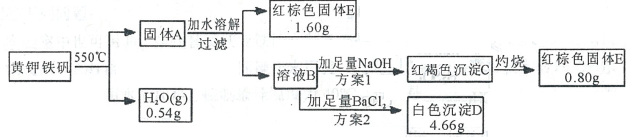 黄钾铁矾
550℃
固体A
H₂O(g)
0.54g
加水溶解
过滤
红棕色固体E
1.60g
溶液B
加足量NaOH
方案1
红褐色沉淀C
灼烧
红棕色固体E
0.80g
加足量BaCl₂
方案2
白色沉淀D
4.66g